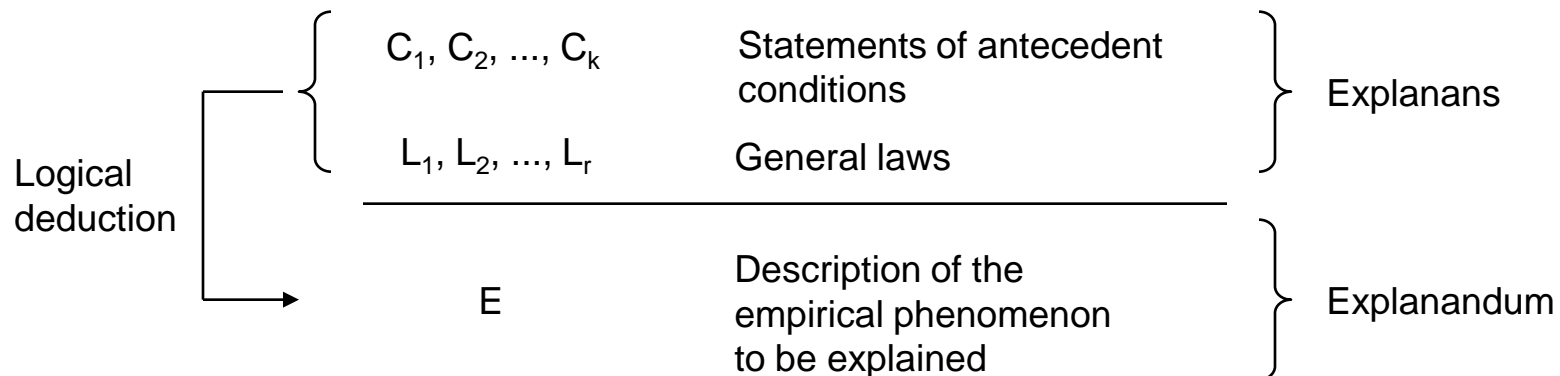 C₁, C₂, ..., Cₖ
Statements of antecedent
conditions
Explanans
L₁, L₂, ..., Lᵣ
General laws
Logical
deduction
E
Description of the
empirical phenomenon
to be explained
Explanandum